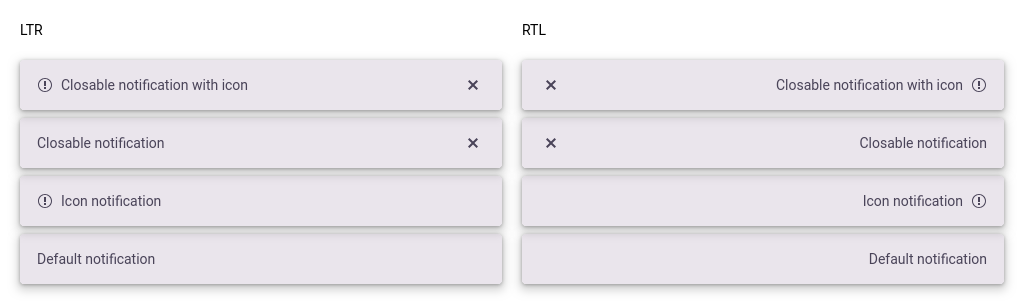 LTR
Closable notification with icon
Closable notification
Icon notification
Default notification
RTL
Closable notification with icon
Closable notification
Icon notification
Default notification